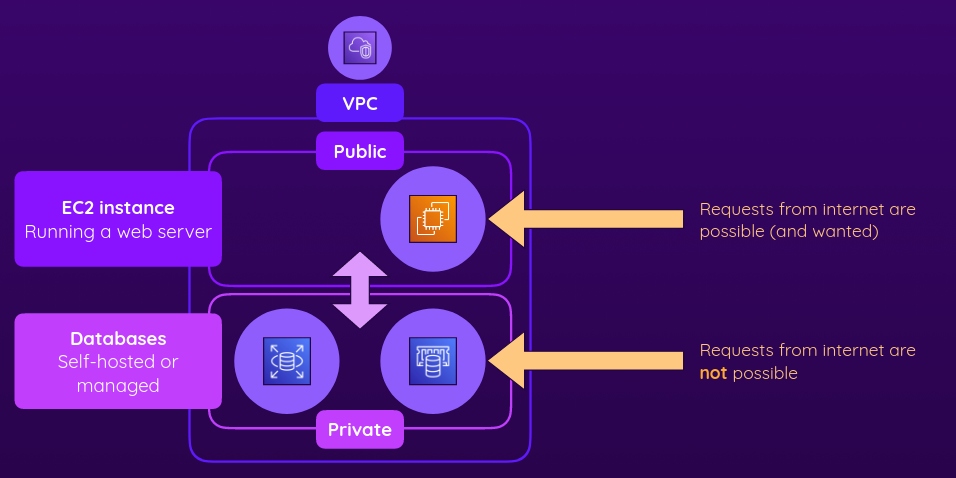 VPC
Public
EC2 instance
Running a web server
Requests from internet are
possible (and wanted)
Databases
Self-hosted or
managed
Requests from internet are
not possible
Private